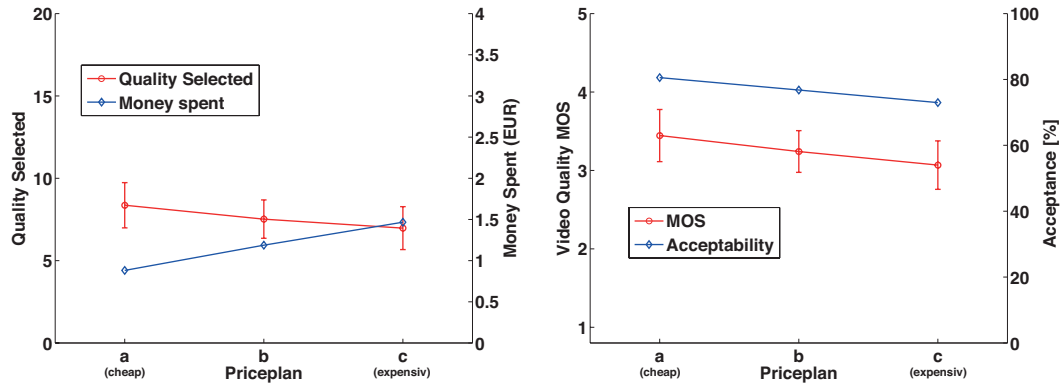 20
15
10
5
0
Quality Selected
Quality Selected
Money spent
4
3.5
3
2.5
2
1.5
1
0.5
0
Money Spent (EUR)
a
b
c
(cheap)
Priceplan
(expensiv)
5
4
3
2
1
Video Quality MOS
MOS
Acceptability
100
80
60
40
20
0
Acceptance [%]
a
b
c
(cheap)
Priceplan
(expensiv)